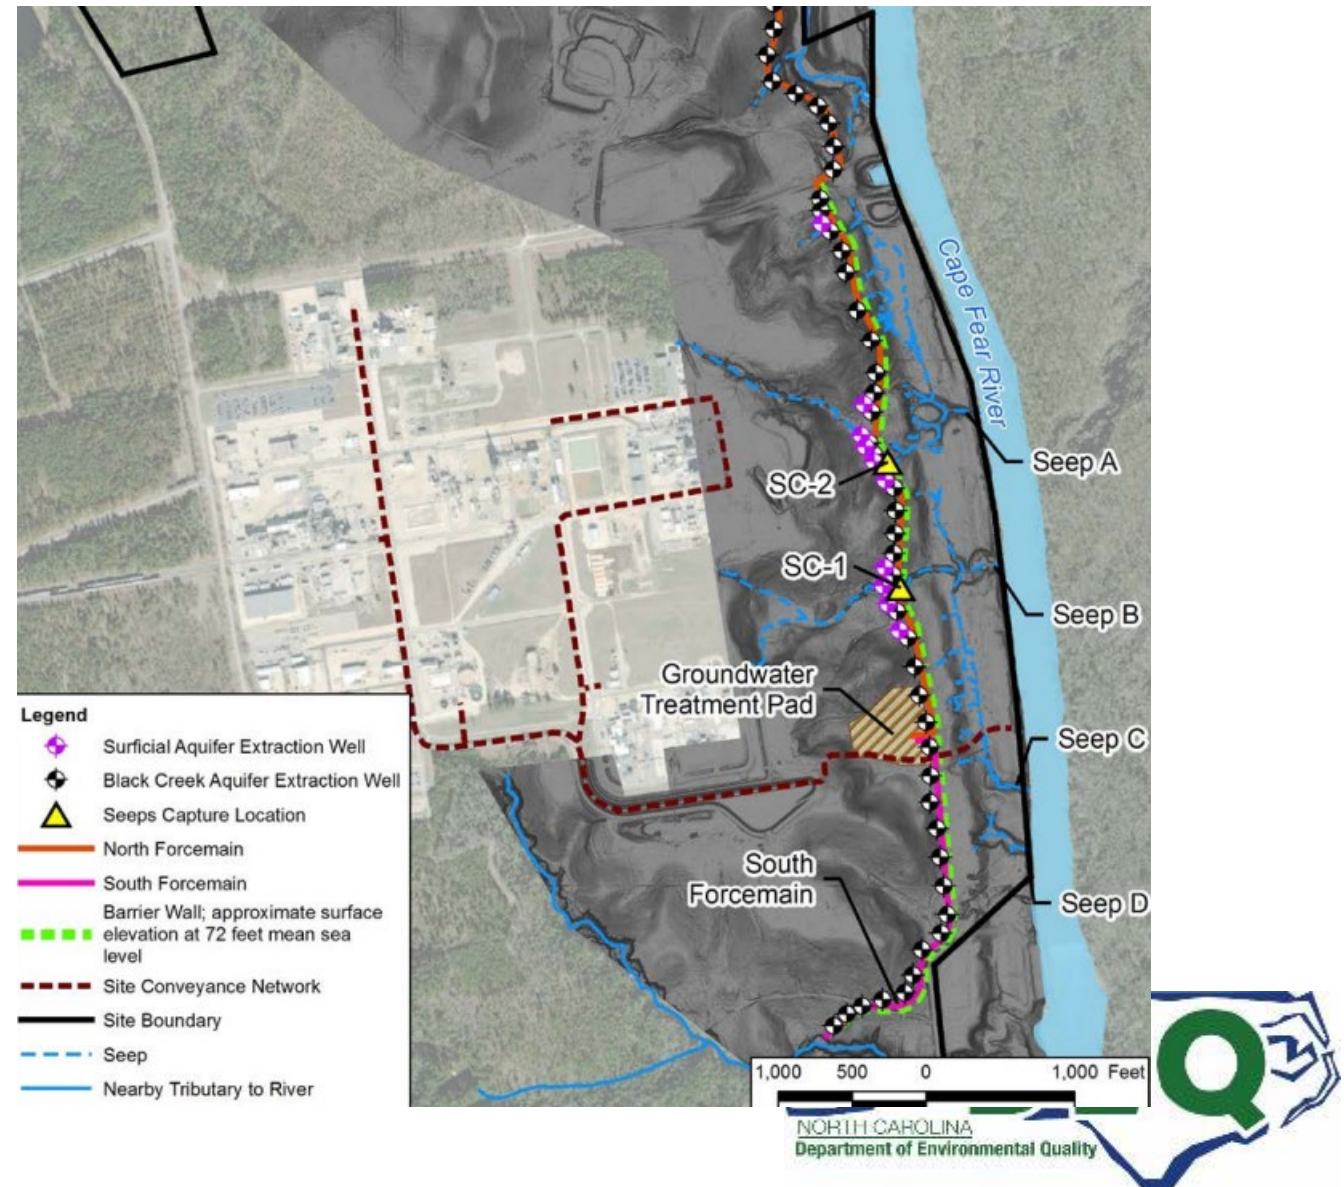 Cape Fear River
Seep A
SC-2
SC-1
Seep B
Groundwater
Treatment Pad
Seep C
South
Forcemain
Seep D
Legend
Surficial Aquifer Extraction Well
Black Creek Aquifer Extraction Well
Seeps Capture Location
North Forcemain
South Forcemain
Barrier Wall; approximate surface
elevation at 72 feet mean sea
level
Site Conveyance Network
Site Boundary
Seep
Nearby Tributary to River
1,000 500 0 1,000 Feet
Q
NORTH CAROLINA
Department of Environmental Quality